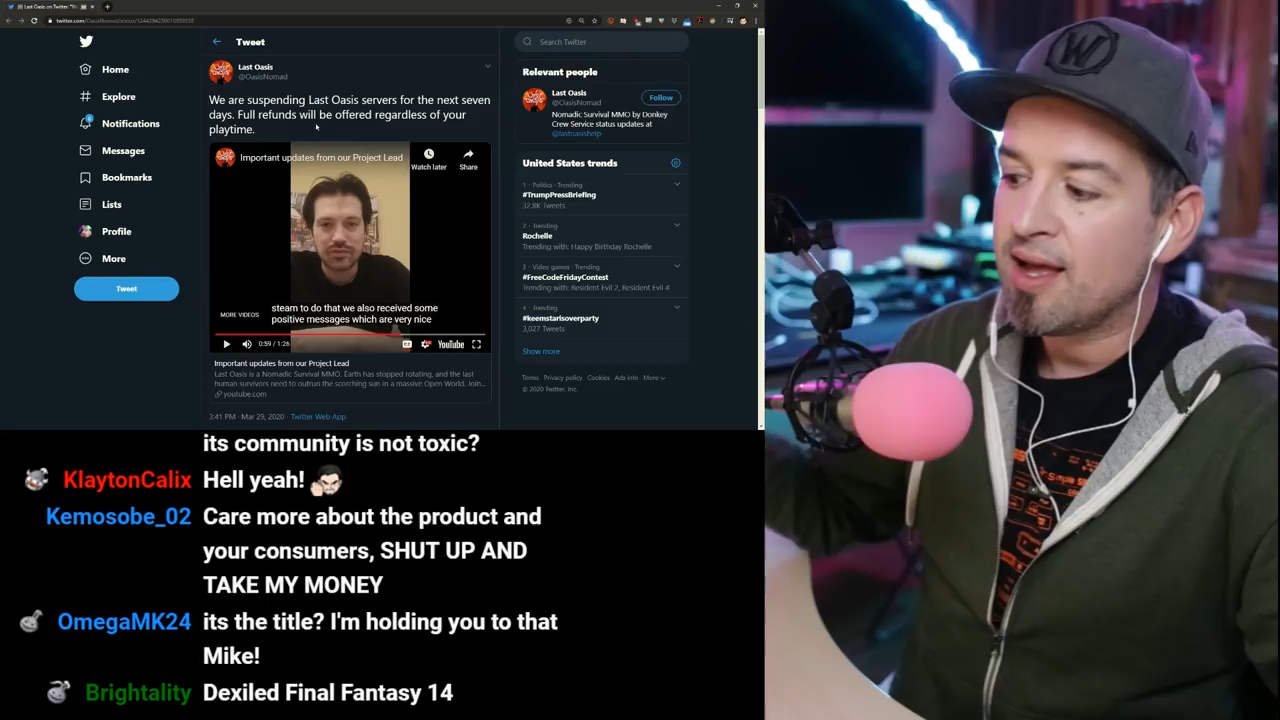 (6) Last Oasis on Twitter: "We
Tweet
Search Twitter
Home
Explore
Notifications
Messages
Bookmarks
Lists
Profile
More
Tweet
Last Oasis
@OasisNomad
We are suspending Last Oasis servers for the next seven
days. Full refunds will be offered regardless of your
playtime.
Important updates from our Project Lead
Watch later
Share
steam to do that we also received some
positive messages which are very nice
MORE VIDEOS
0:59 / 1:26
YouTube
Important updates from our Project Lead
Last Oasis is a Nomadic Survival MMO. Earth has stopped rotating, and the last
human survivors need to outrun the scorching sun in a massive Open World. Join...
youtube.com
3:41 PM · Mar 29, 2020 · Twitter Web App
Relevant people
Last Oasis
@OasisNomad
Follow
Nomadic Survival MMO by Donkey
Crew Service status updates at
@lastoasishelp
United States trends
1 · Politics · Trending
#TrumpPressBriefing
32.8K Tweets
2 · Trending
Rochelle
Trending with: Happy Birthday Rochelle
3 · Video games · Trending
#FreeCodeFridayContest
Trending with: Resident Evil 2, Resident Evil 4
4 · Trending
#keemstarisoverparty
3,027 Tweets
Show more
Terms Privacy policy Cookies Ads info More
© 2020 Twitter, Inc.
its community is not toxic?
KlaytonCalix Hell yeah!
Kemosobe_02 Care more about the product and
your consumers, SHUT UP AND
TAKE MY MONEY
OmegaMK24 its the title? I'm holding you to that
Mike!
Brightality Dexiled Final Fantasy 14
W